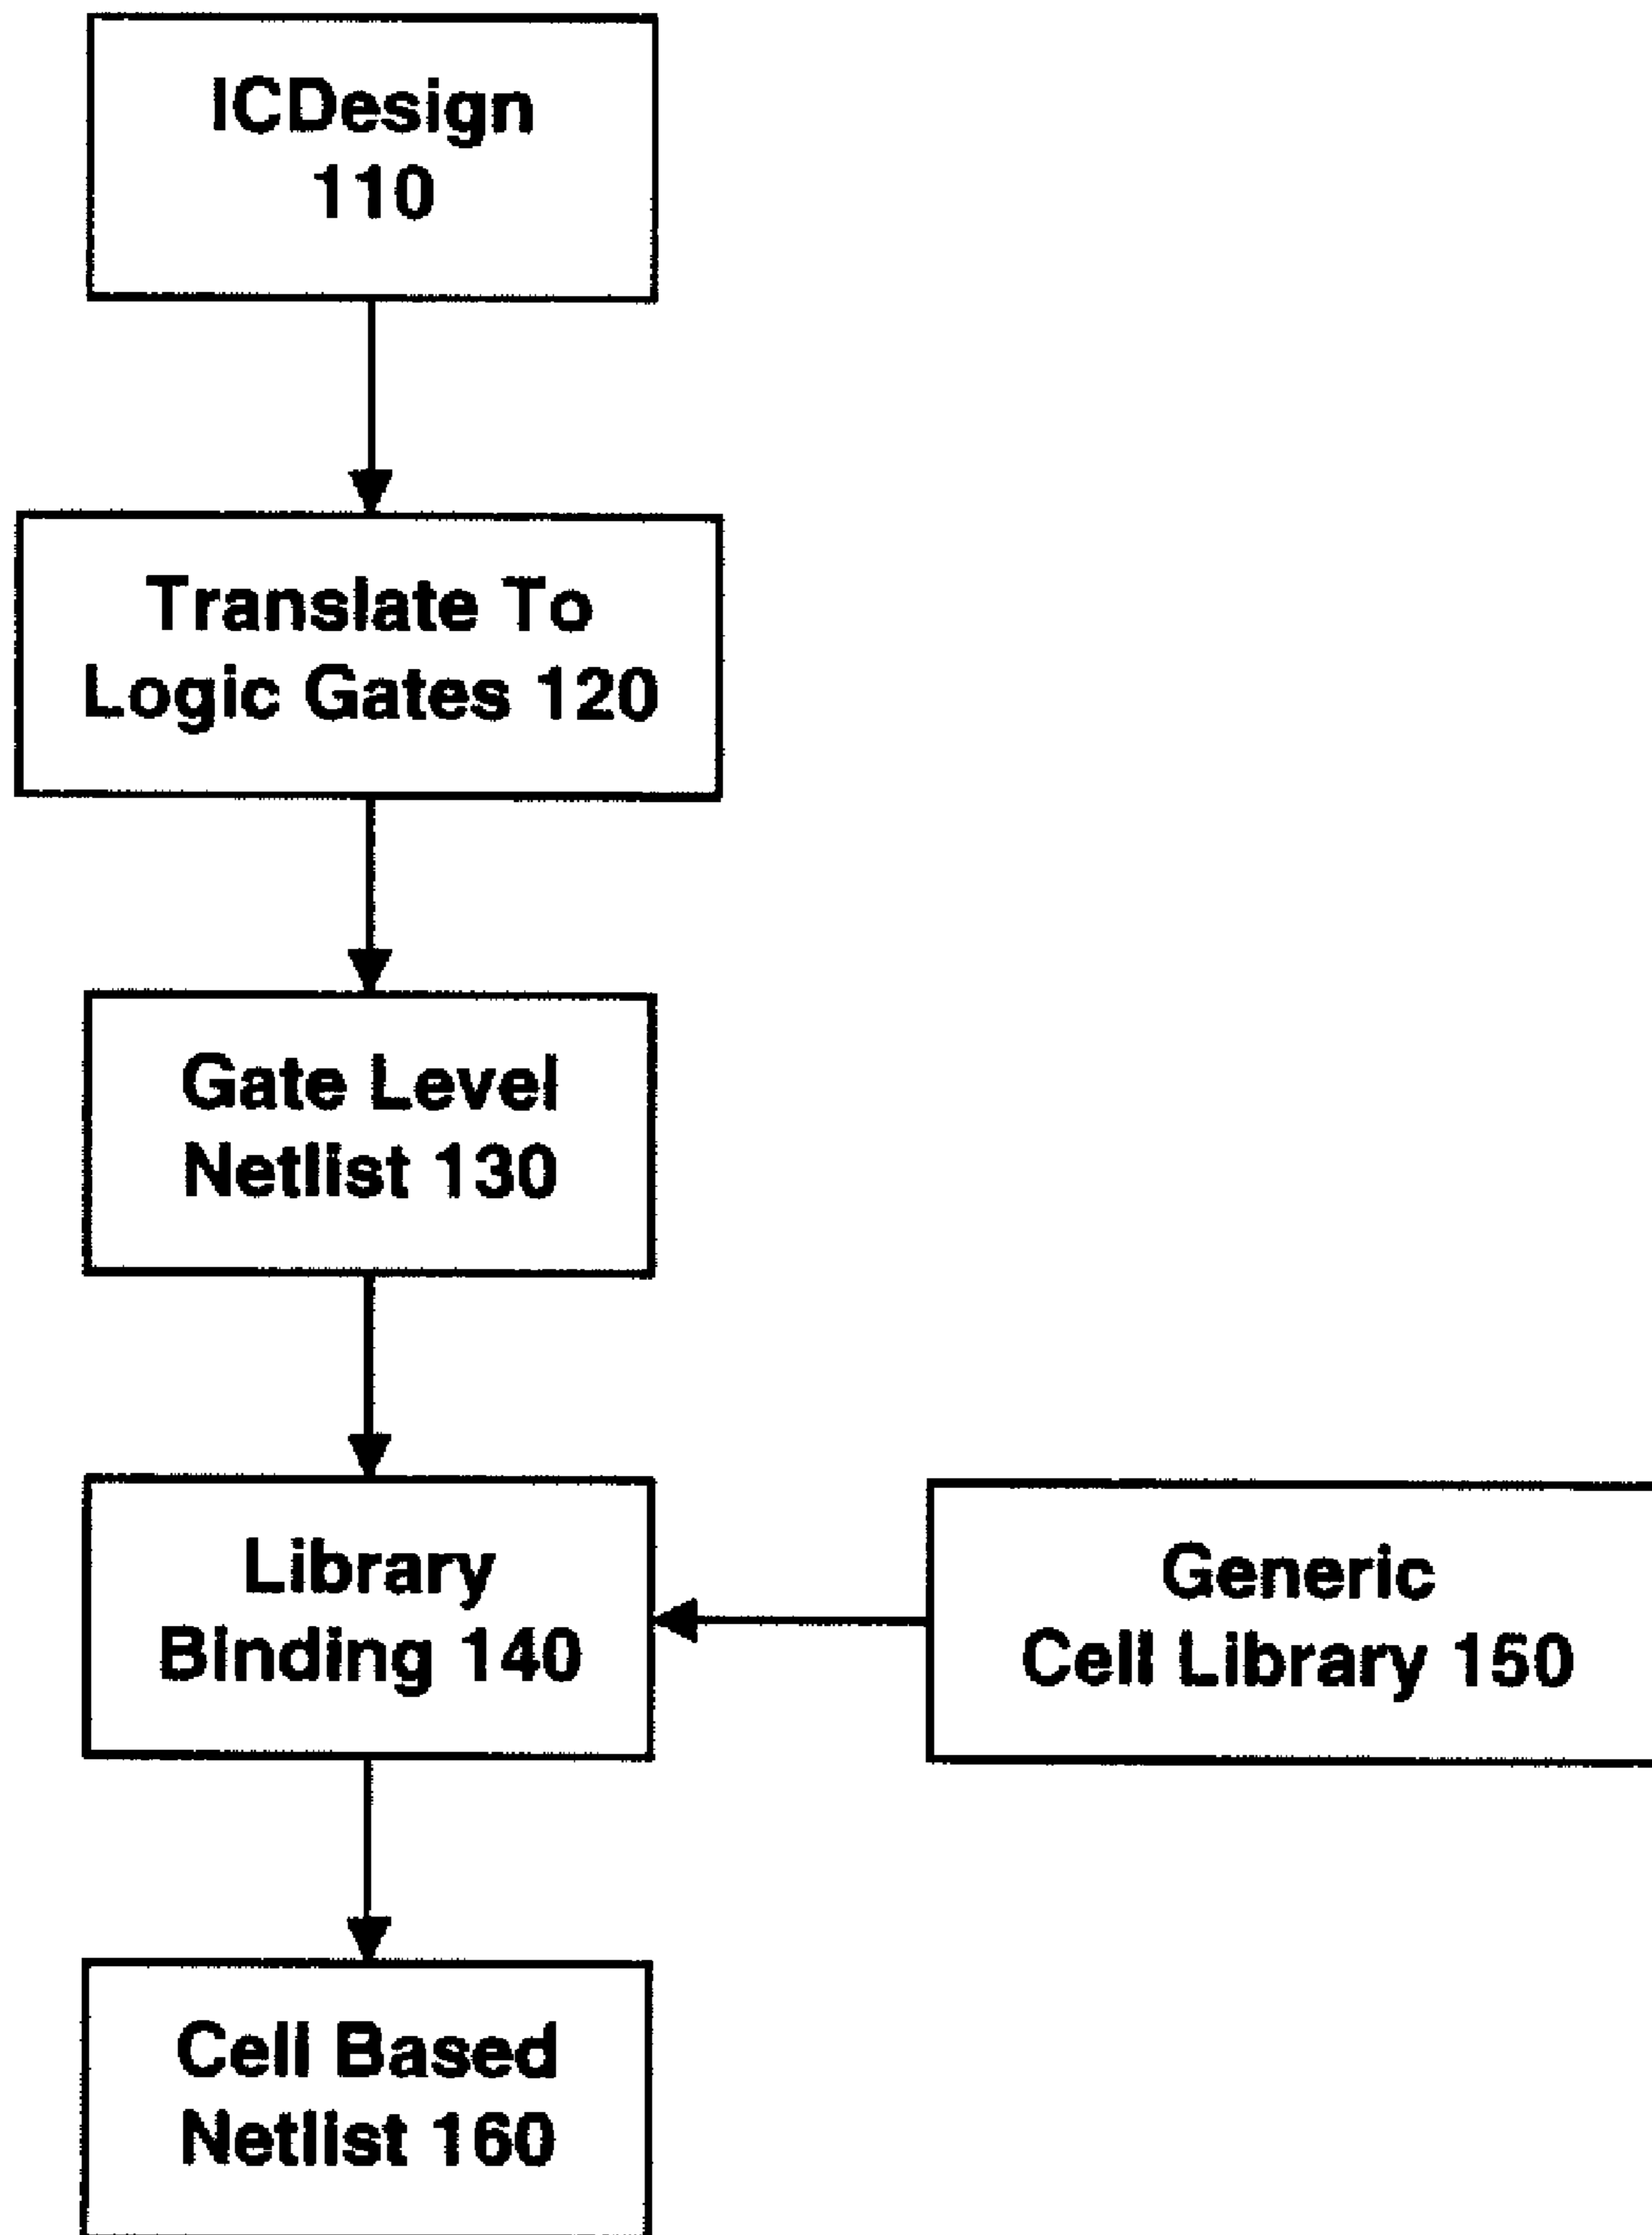 ICDesign
110
Translate To
Logic Gates 120
Gate Level
Netlist 130
Library
Binding 140
Generic
Cell Library 150
Cell Based
Netlist 160